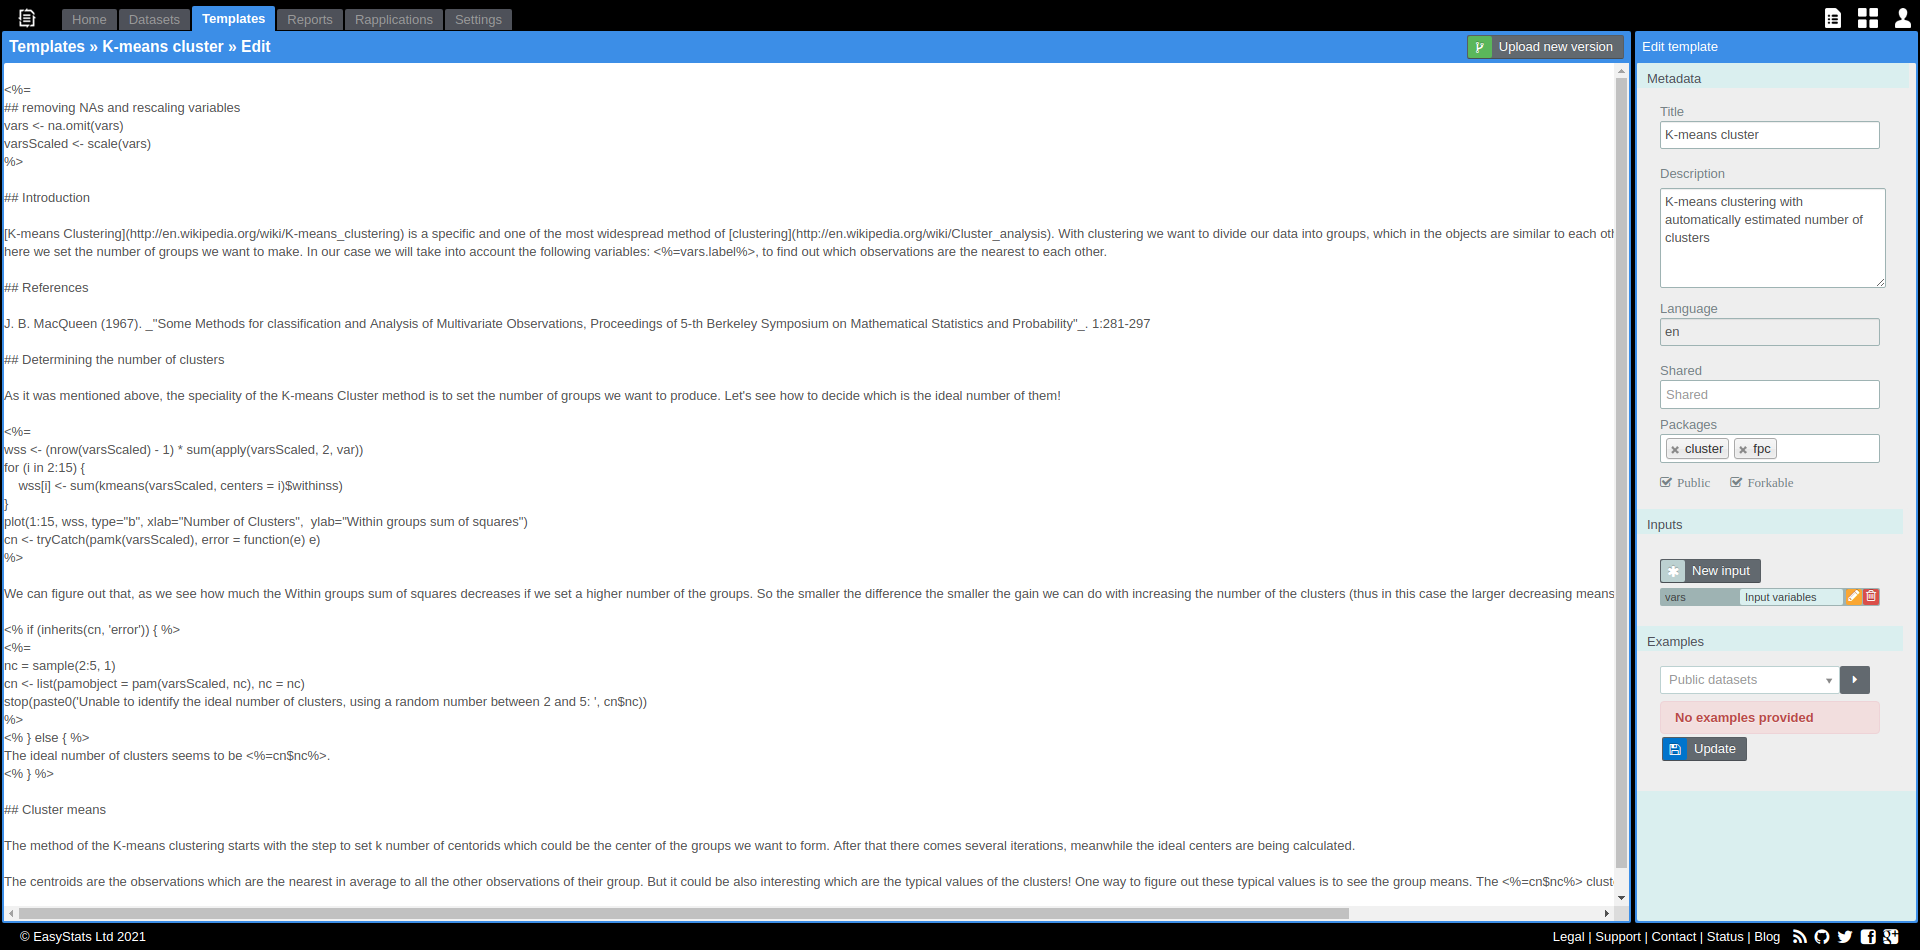 Home Datasets Templates Reports Rapplications Settings
Templates » K-means cluster » Edit
Upload new version
<%=
## removing NAs and rescaling variables
vars <- na.omit(vars)
varsScaled <- scale(vars)
%>
## Introduction
[K-means Clustering](http://en.wikipedia.org/wiki/K-means_clustering) is a specific and one of the most widespread method of [clustering](http://en.wikipedia.org/wiki/Cluster_analysis). With clustering we want to divide our data into groups, which in the objects are similar to each
here we set the number of groups we want to make. In our case we will take into account the following variables: <%=vars.label%>, to find out which observations are the nearest to each other.
## References
J. B. MacQueen (1967). _"Some Methods for classification and Analysis of Multivariate Observations, Proceedings of 5-th Berkeley Symposium on Mathematical Statistics and Probability"_. 1:281-297
## Determining the number of clusters
As it was mentioned above, the speciality of the K-means Cluster method is to set the number of groups we want to produce. Let's see how to decide which is the ideal number of them!
<%=
wss <- (nrow(varsScaled) - 1) * sum(apply(varsScaled, 2, var))
for (i in 2:15) {
    wss[i] <- sum(kmeans(varsScaled, centers = i)$withinss)
}
plot(1:15, wss, type="b", xlab="Number of Clusters",  ylab="Within groups sum of squares")
cn <- tryCatch(pamk(varsScaled), error = function(e) e)
%>
We can figure out that, as we see how much the Within groups sum of squares decreases if we set a higher number of the groups. So the smaller the difference the smaller the gain we can do with increasing the number of the clusters (thus in this case the larger decreasing means
<% if (inherits(cn, 'error')) { %>
<%=
nc = sample(2:5, 1)
cn <- list(pamobject = pam(varsScaled, nc), nc = nc)
stop(paste0('Unable to identify the ideal number of clusters, using a random number between 2 and 5: ', cn$nc))
%>
<% } else { %>
The ideal number of clusters seems to be <%=cn$nc%>.
<% } %>
## Cluster means
The method of the K-means clustering starts with the step to set k number of centorids which could be the center of the groups we want to form. After that there comes several iterations, meanwhile the ideal centers are being calculated.
The centroids are the observations which are the nearest in average to all the other observations of their group. But it could be also interesting which are the typical values of the clusters! One way to figure out these typical values is to see the group means. The <%=cn$nc%>
Edit template
Metadata
Title
K-means cluster
Description
K-means clustering with
automatically estimated number of
clusters
Language
en
Shared
Shared
Packages
cluster fpc
Public Forkable
Inputs
New input
vars Input variables
Examples
Public datasets
No examples provided
Update
© EasyStats Ltd 2021
Legal | Support | Contact | Status | Blog